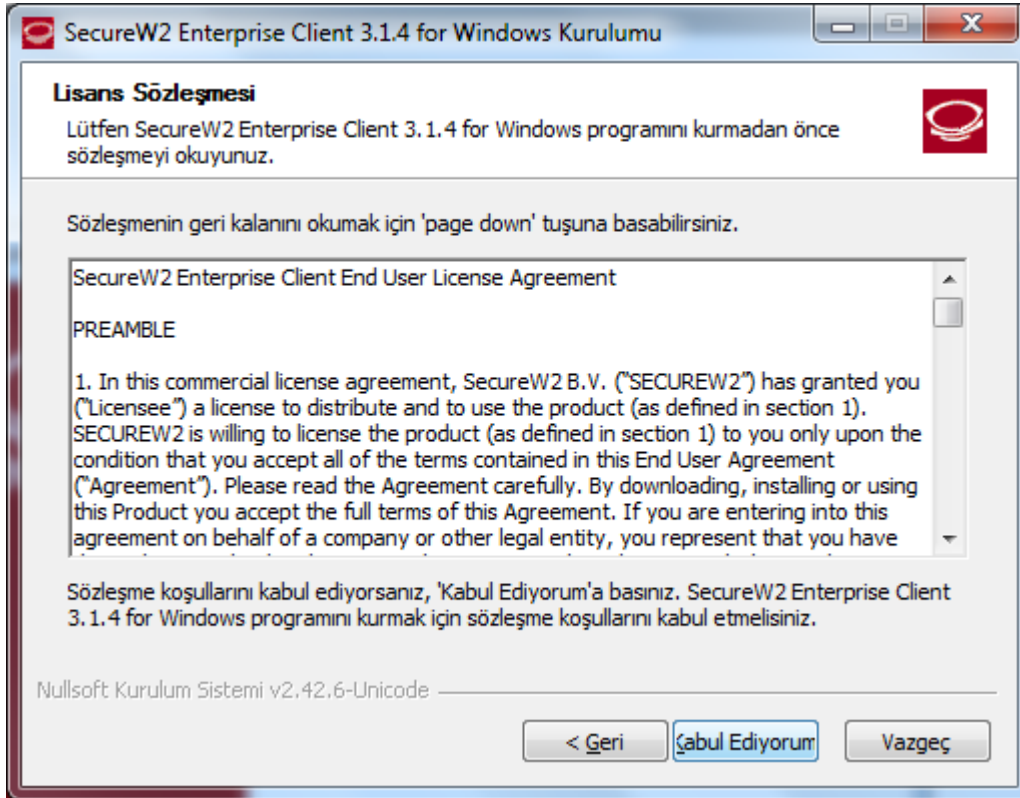 SecureW2 Enterprise Client 3.1.4 for Windows Kurulumu
Lisans Sözleşmesi
Lütfen SecureW2 Enterprise Client 3.1.4 for Windows programını kurmadan önce
sözleşmeyi okuyunuz.
Sözleşmenin geri kalanını okumak için 'page down' tuşuna basabilirsiniz.
SecureW2 Enterprise Client End User License Agreement
PREAMBLE
1. In this commercial license agreement, SecureW2 B.V. ("SECUREW2") has granted you
("Licensee") a license to distribute and to use the product (as defined in section 1).
SECUREW2 is willing to license the product (as defined in section 1) to you only upon the
condition that you accept all of the terms contained in this End User Agreement
("Agreement"). Please read the Agreement carefully. By downloading, installing or using
this Product you accept the full terms of this Agreement. If you are entering into this
agreement on behalf of a company or other legal entity, you represent that you have
Sözleşme koşullarını kabul ediyorsanız, 'Kabul Ediyorum'a basınız. SecureW2 Enterprise Client
3.1.4 for Windows programını kurmak için sözleşme koşullarını kabul etmelisiniz.
Nullsoft Kurulum Sistemi v2.42.6-Unicode
< Geri
Kabul Ediyorum
Vazgeç